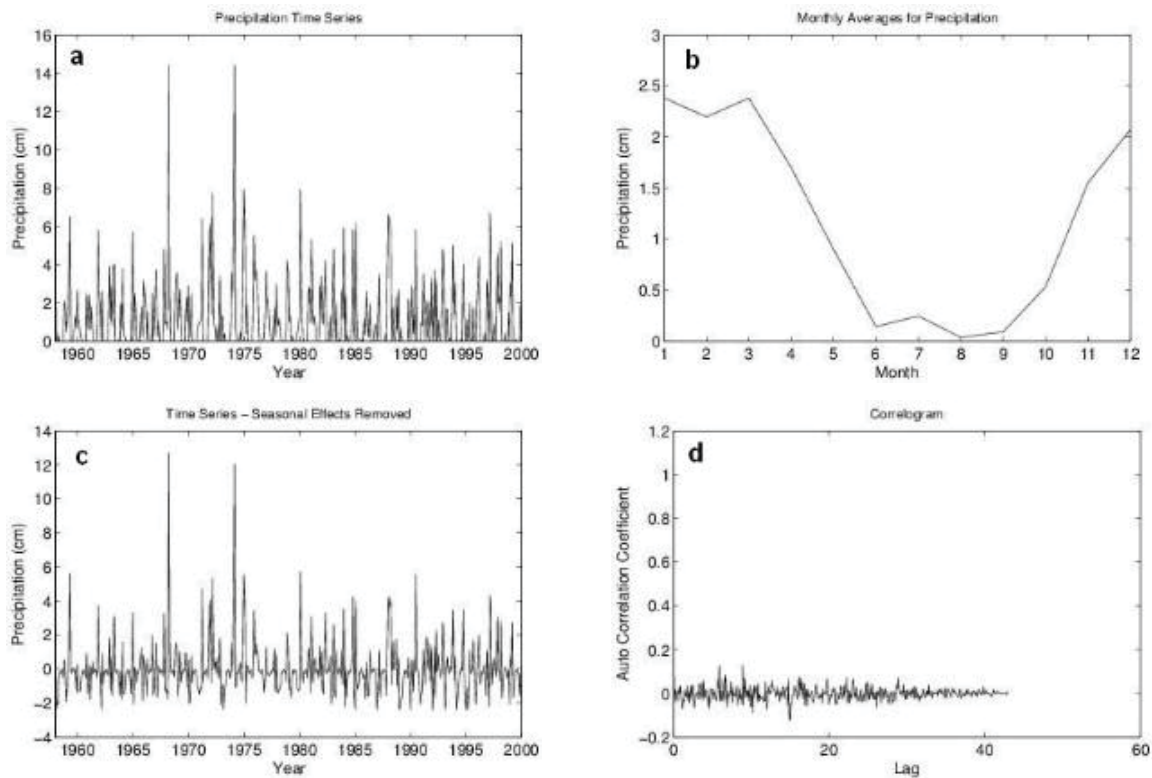 Precipitation Time Series
a
16
14
12
10
8
6
4
2
0
Precipitation (cm)
1960 1965 1970 1975 1980 1985 1990 1995 2000
Year
Monthly Averages for Precipitation
b
3
2.5
2
1.5
1
0.5
0
Precipitation (cm)
1 2 3 4 5 6 7 8 9 10 11 12
Month
Time Series – Seasonal Effects Removed
c
14
12
10
8
6
4
2
0
−2
−4
Precipitation (cm)
1960 1965 1970 1975 1980 1985 1990 1995 2000
Year
Correlogram
d
1.2
1
0.8
0.6
0.4
0.2
0
−0.2
Auto Correlation Coefficient
0 20 40 60
Lag